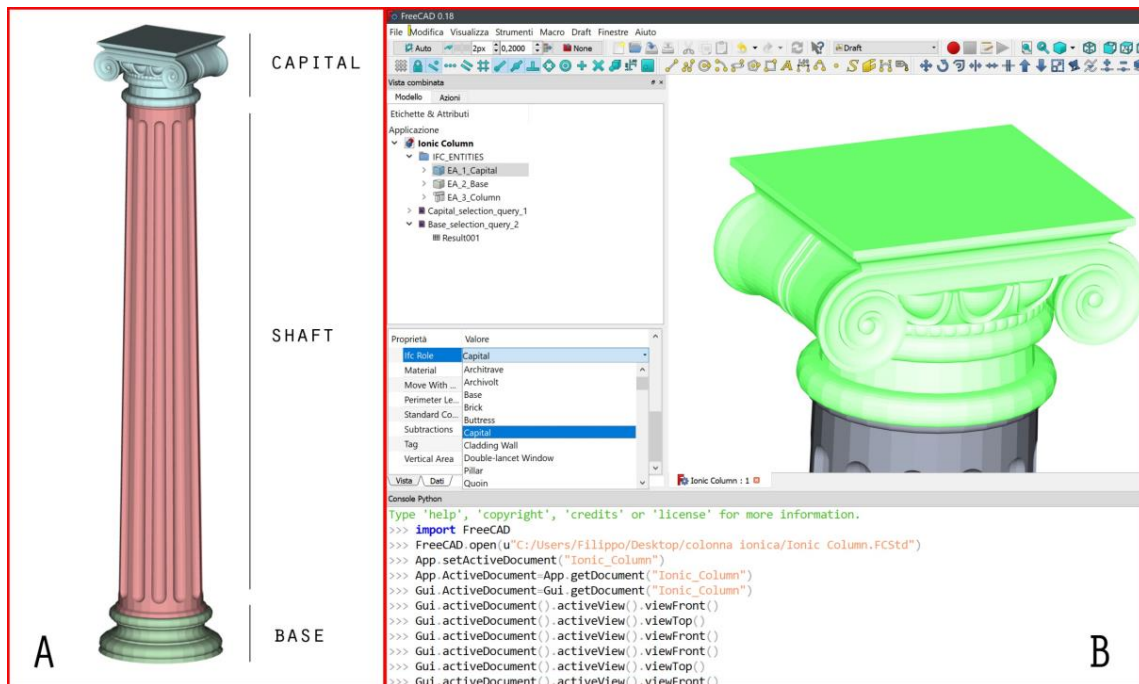 CAPITAL
SHAFT
BASE
A
FreeCAD 0.18
File Modifica Visualizza Strumenti Macro Draft Finestre Aiuto
Auto 2px 0,2000 None Draft
Vista combinata
Modello Azioni
Etichette & Attributi
Applicazione
Ionic Column
IFC_ENTITIES
EA_1_Capital
EA_2_Base
EA_3_Column
Capital_selection_query_1
Base_selection_query_2
Result001
Proprietà Valore
Ifc Role Capital
Material Architrave
Move With ... Archivolt
Perimeter Le... Base
Standard Co... Brick
Subtractions Buttress
Tag Capital
Vertical Area Cladding Wall
Double-lancet Window
Pillar
Quoin
Vista Dati
Ionic Column : 1
Console Python
Type 'help', 'copyright', 'credits' or 'license' for more information.
>>> import FreeCAD
>>> FreeCAD.open(u"C:/Users/Filippo/Desktop/colonna ionica/Ionic Column.FCStd")
>>> App.setActiveDocument("Ionic_Column")
>>> App.ActiveDocument=App.getDocument("Ionic_Column")
>>> Gui.ActiveDocument=Gui.getDocument("Ionic_Column")
>>> Gui.activeDocument().activeView().viewFront()
>>> Gui.activeDocument().activeView().viewTop()
>>> Gui.activeDocument().activeView().viewFront()
>>> Gui.activeDocument().activeView().viewFront()
>>> Gui.activeDocument().activeView().viewTop()
>>> Gui.activeDocument().activeView().viewFront()
B